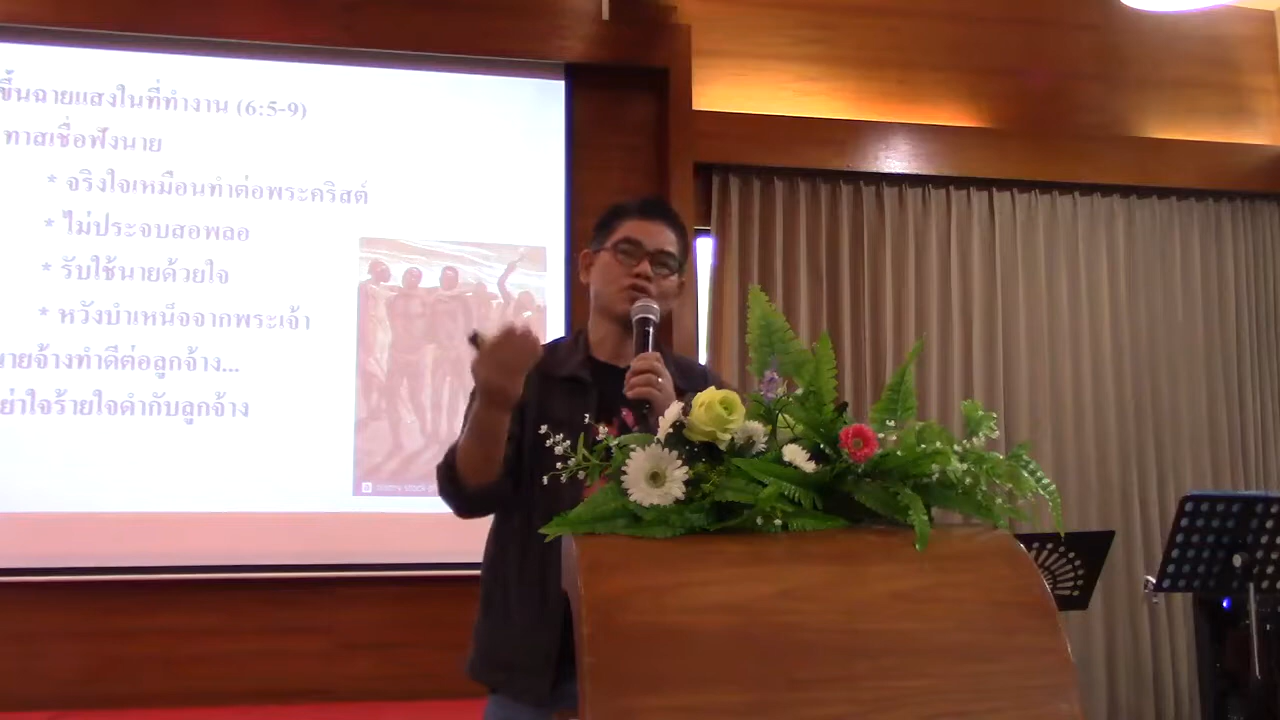 ขึ้นฉายแสงในที่ทำงาน (6:5-9)
ทาสเชื่อฟังนาย
* จริงใจเหมือนทำต่อพระคริสต์
* ไม่ประจบสอพลอ
* รับใช้นายด้วยใจ
* หวังบำเหน็จจากพระเจ้า
นายจ้างทำดีต่อลูกจ้าง...
ย่าใจร้ายใจดำกับลูกจ้าง